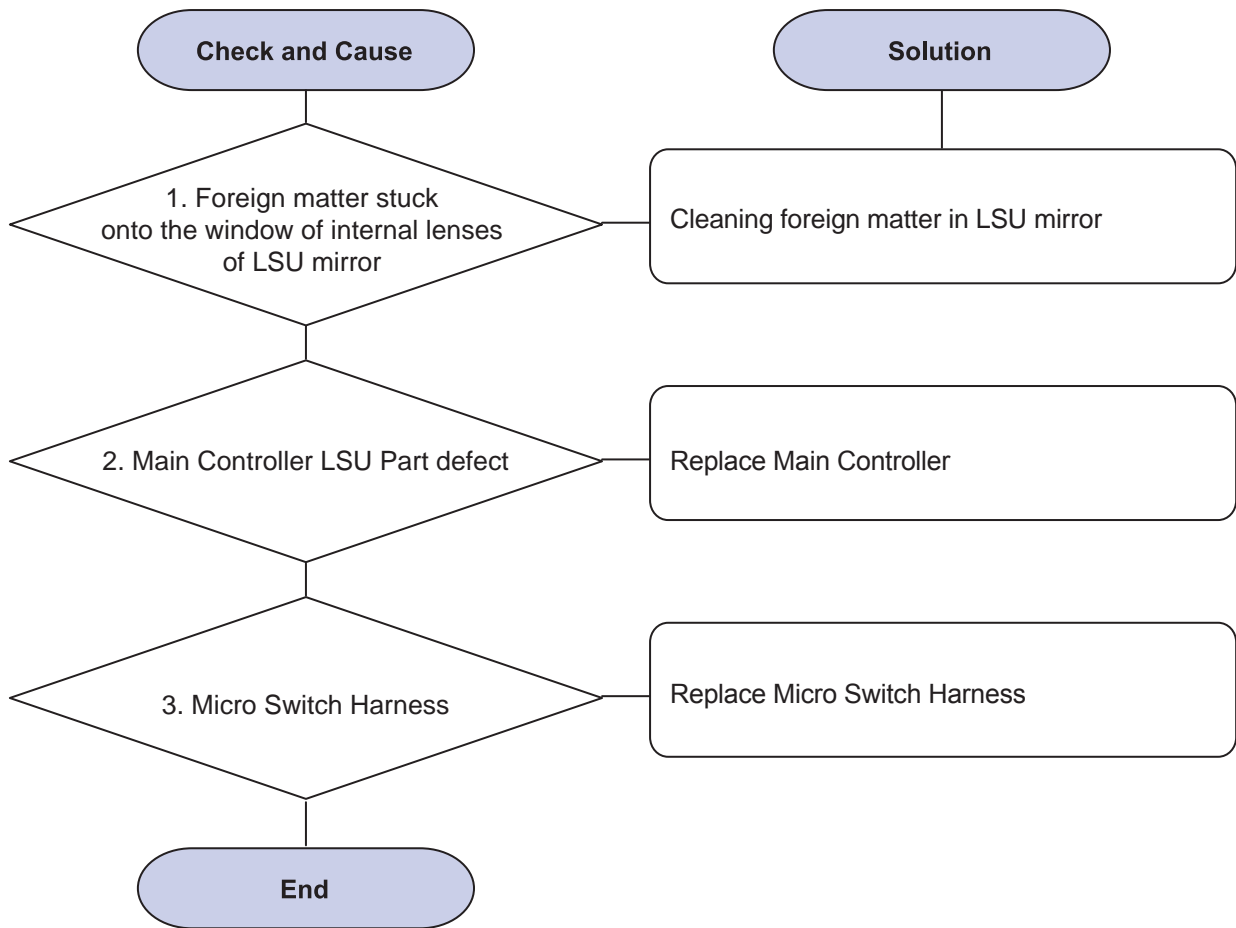 Check and Cause
Solution
1. Foreign matter stuck
onto the window of internal lenses
of LSU mirror
Cleaning foreign matter in LSU mirror
2. Main Controller LSU Part defect
Replace Main Controller
3. Micro Switch Harness
Replace Micro Switch Harness
End